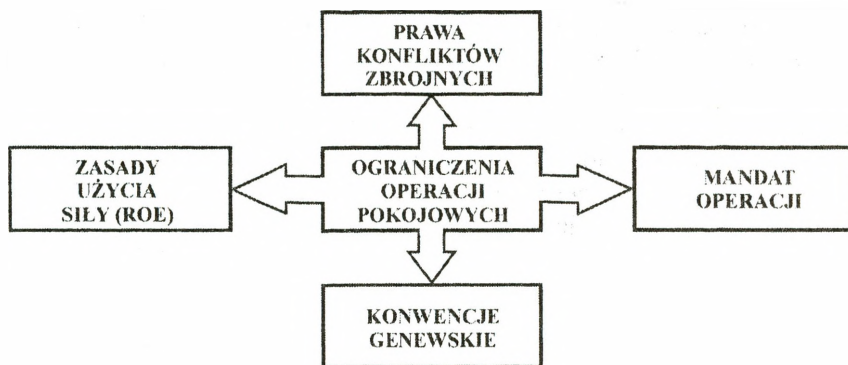 PRAWA
KONFLIKTÓW
ZBROJNYCH
ZASADY
UŻYCIA
SIŁY (ROE)
OGRANICZENIA
OPERACJI
POKOJOWYCH
MANDAT
OPERACJI
KONWENCJE
GENEWSKIE